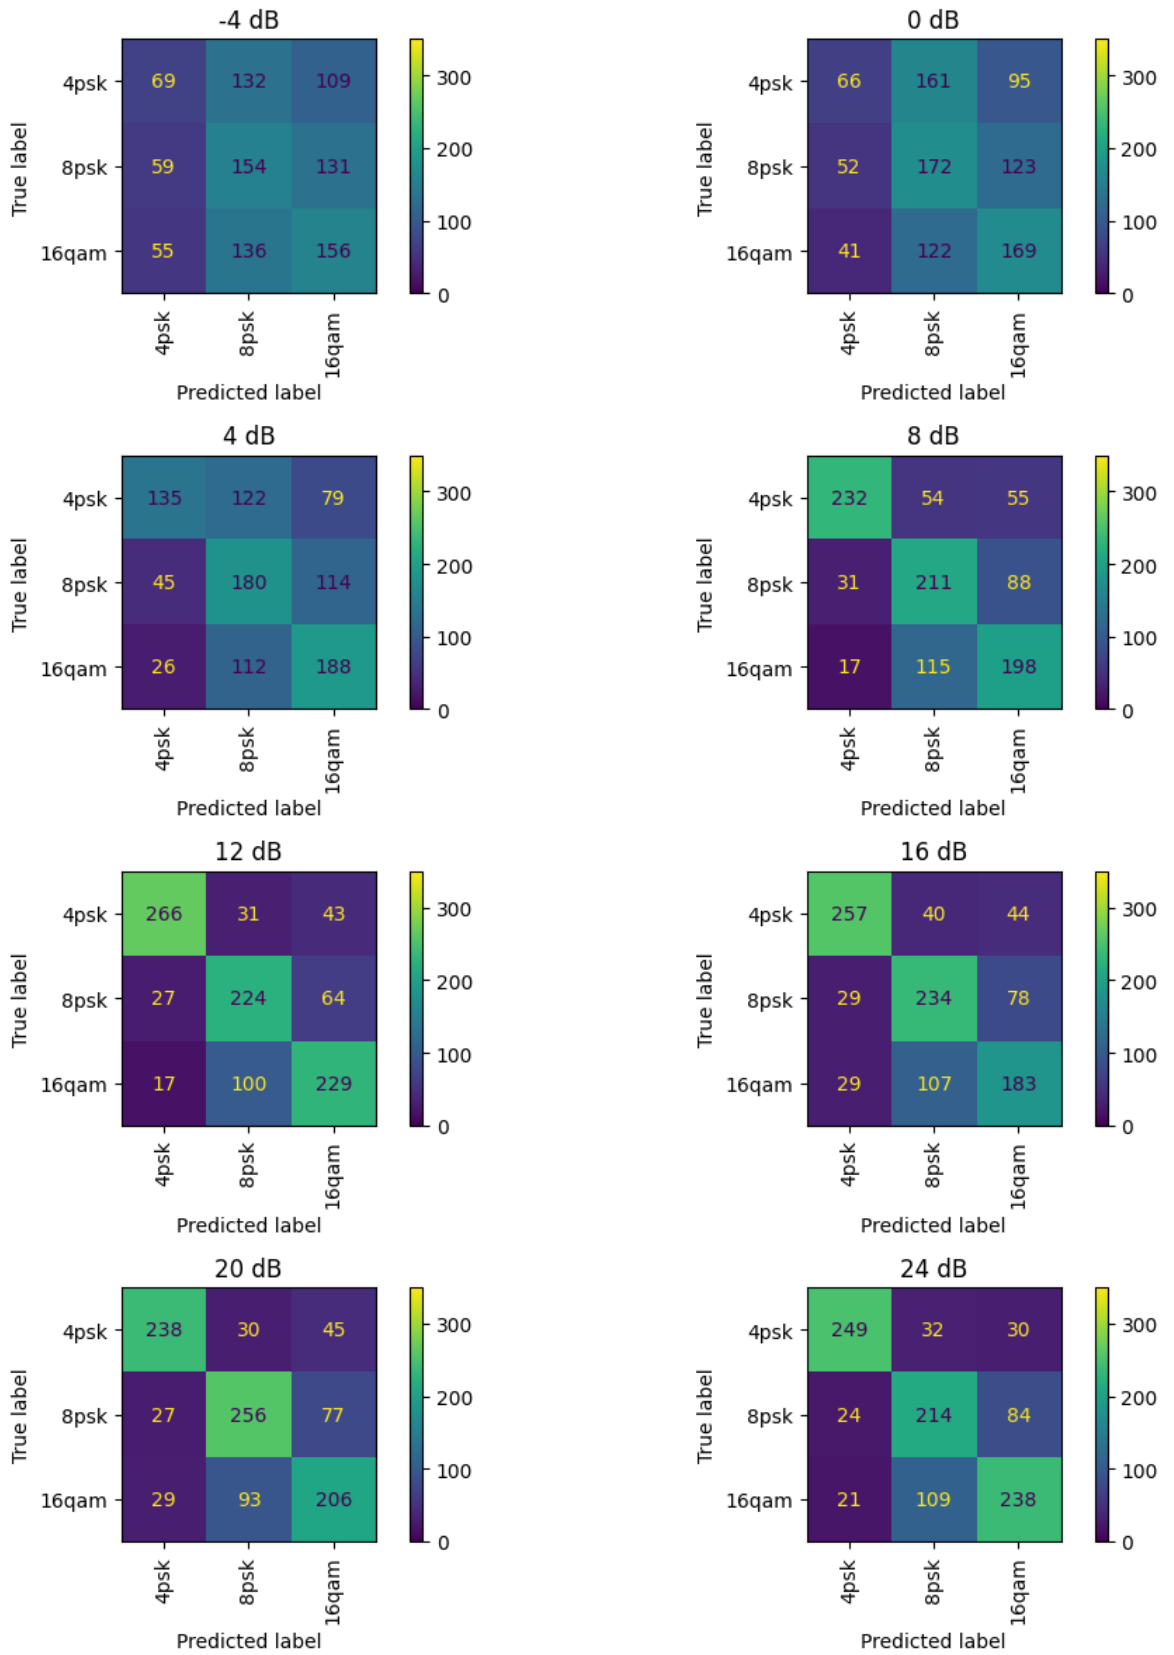 -4 dB
True label
4psk 69 132 109
8psk 59 154 131
16qam 55 136 156
4psk 8psk 16qam
Predicted label
300
200
100
0
0 dB
True label
4psk 66 161 95
8psk 52 172 123
16qam 41 122 169
4psk 8psk 16qam
Predicted label
300
200
100
0
4 dB
True label
4psk 135 122 79
8psk 45 180 114
16qam 26 112 188
4psk 8psk 16qam
Predicted label
300
200
100
0
8 dB
True label
4psk 232 54 55
8psk 31 211 88
16qam 17 115 198
4psk 8psk 16qam
Predicted label
300
200
100
0
12 dB
True label
4psk 266 31 43
8psk 27 224 64
16qam 17 100 229
4psk 8psk 16qam
Predicted label
300
200
100
0
16 dB
True label
4psk 257 40 44
8psk 29 234 78
16qam 29 107 183
4psk 8psk 16qam
Predicted label
300
200
100
0
20 dB
True label
4psk 238 30 45
8psk 27 256 77
16qam 29 93 206
4psk 8psk 16qam
Predicted label
300
200
100
0
24 dB
True label
4psk 249 32 30
8psk 24 214 84
16qam 21 109 238
4psk 8psk 16qam
Predicted label
300
200
100
0